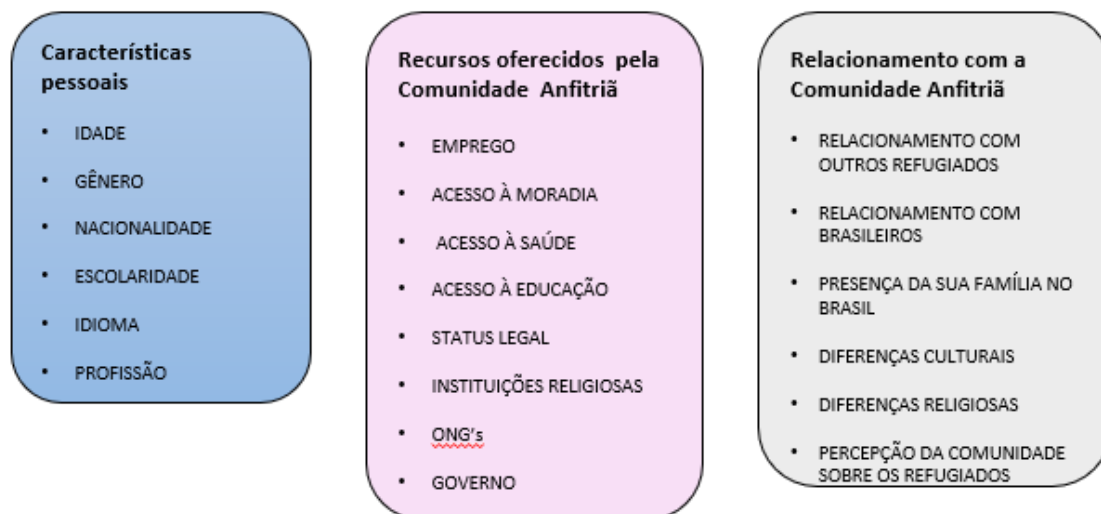 Características
pessoais
• IDADE
• GÊNERO
• NACIONALIDADE
• ESCOLARIDADE
• IDIOMA
• PROFISSÃO
Recursos oferecidos pela
Comunidade Anfitriã
• EMPREGO
• ACESSO À MORADIA
• ACESSO À SAÚDE
• ACESSO À EDUCAÇÃO
• STATUS LEGAL
• INSTITUIÇÕES RELIGIOSAS
• ONG's
• GOVERNO
Relacionamento com a
Comunidade Anfitriã
• RELACIONAMENTO COM
OUTROS REFUGIADOS
• RELACIONAMENTO COM
BRASILEIROS
• PRESENÇA DA SUA FAMÍLIA NO
BRASIL
• DIFERENÇAS CULTURAIS
• DIFERENÇAS RELIGIOSAS
• PERCEPÇÃO DA COMUNIDADE
SOBRE OS REFUGIADOS